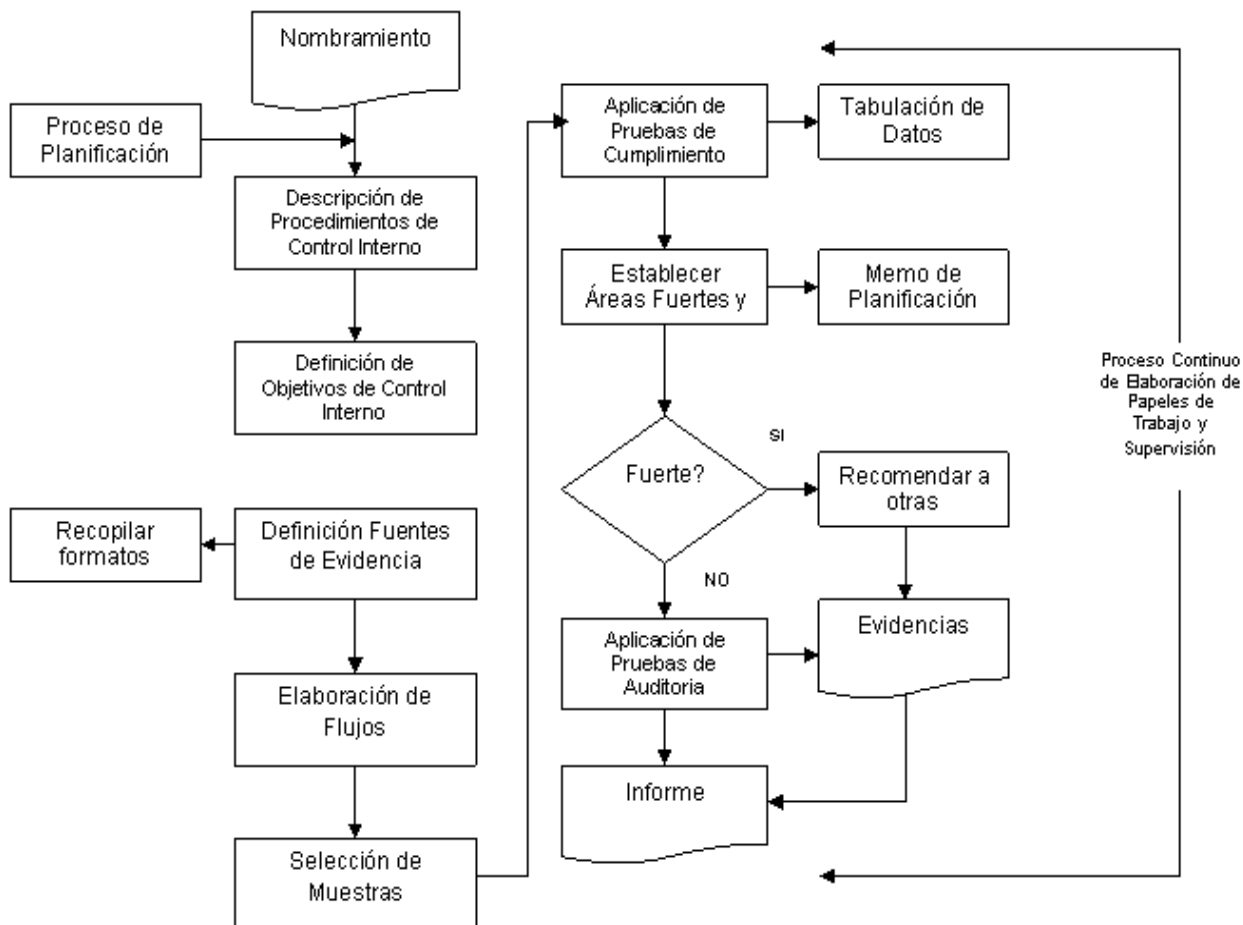 Nombramiento
Proceso de
Planificación
Descripción de
Procedimientos de
Control Interno
Definición de
Objetivos de Control
Interno
Recopilar
formatos
Definición Fuentes
de Evidencia
Elaboración de
Flujos
Selección de
Muestras
Aplicación de
Pruebas de
Cumplimiento
Tabulación de
Datos
Establecer
Áreas Fuertes y
Memo de
Planificación
Fuerte?
SI
Recomendar a
otras
NO
Aplicación de
Pruebas de
Auditoria
Evidencias
Informe
Proceso Continuo
de Elaboración de
Papeles de
Trabajo y
Supervisión